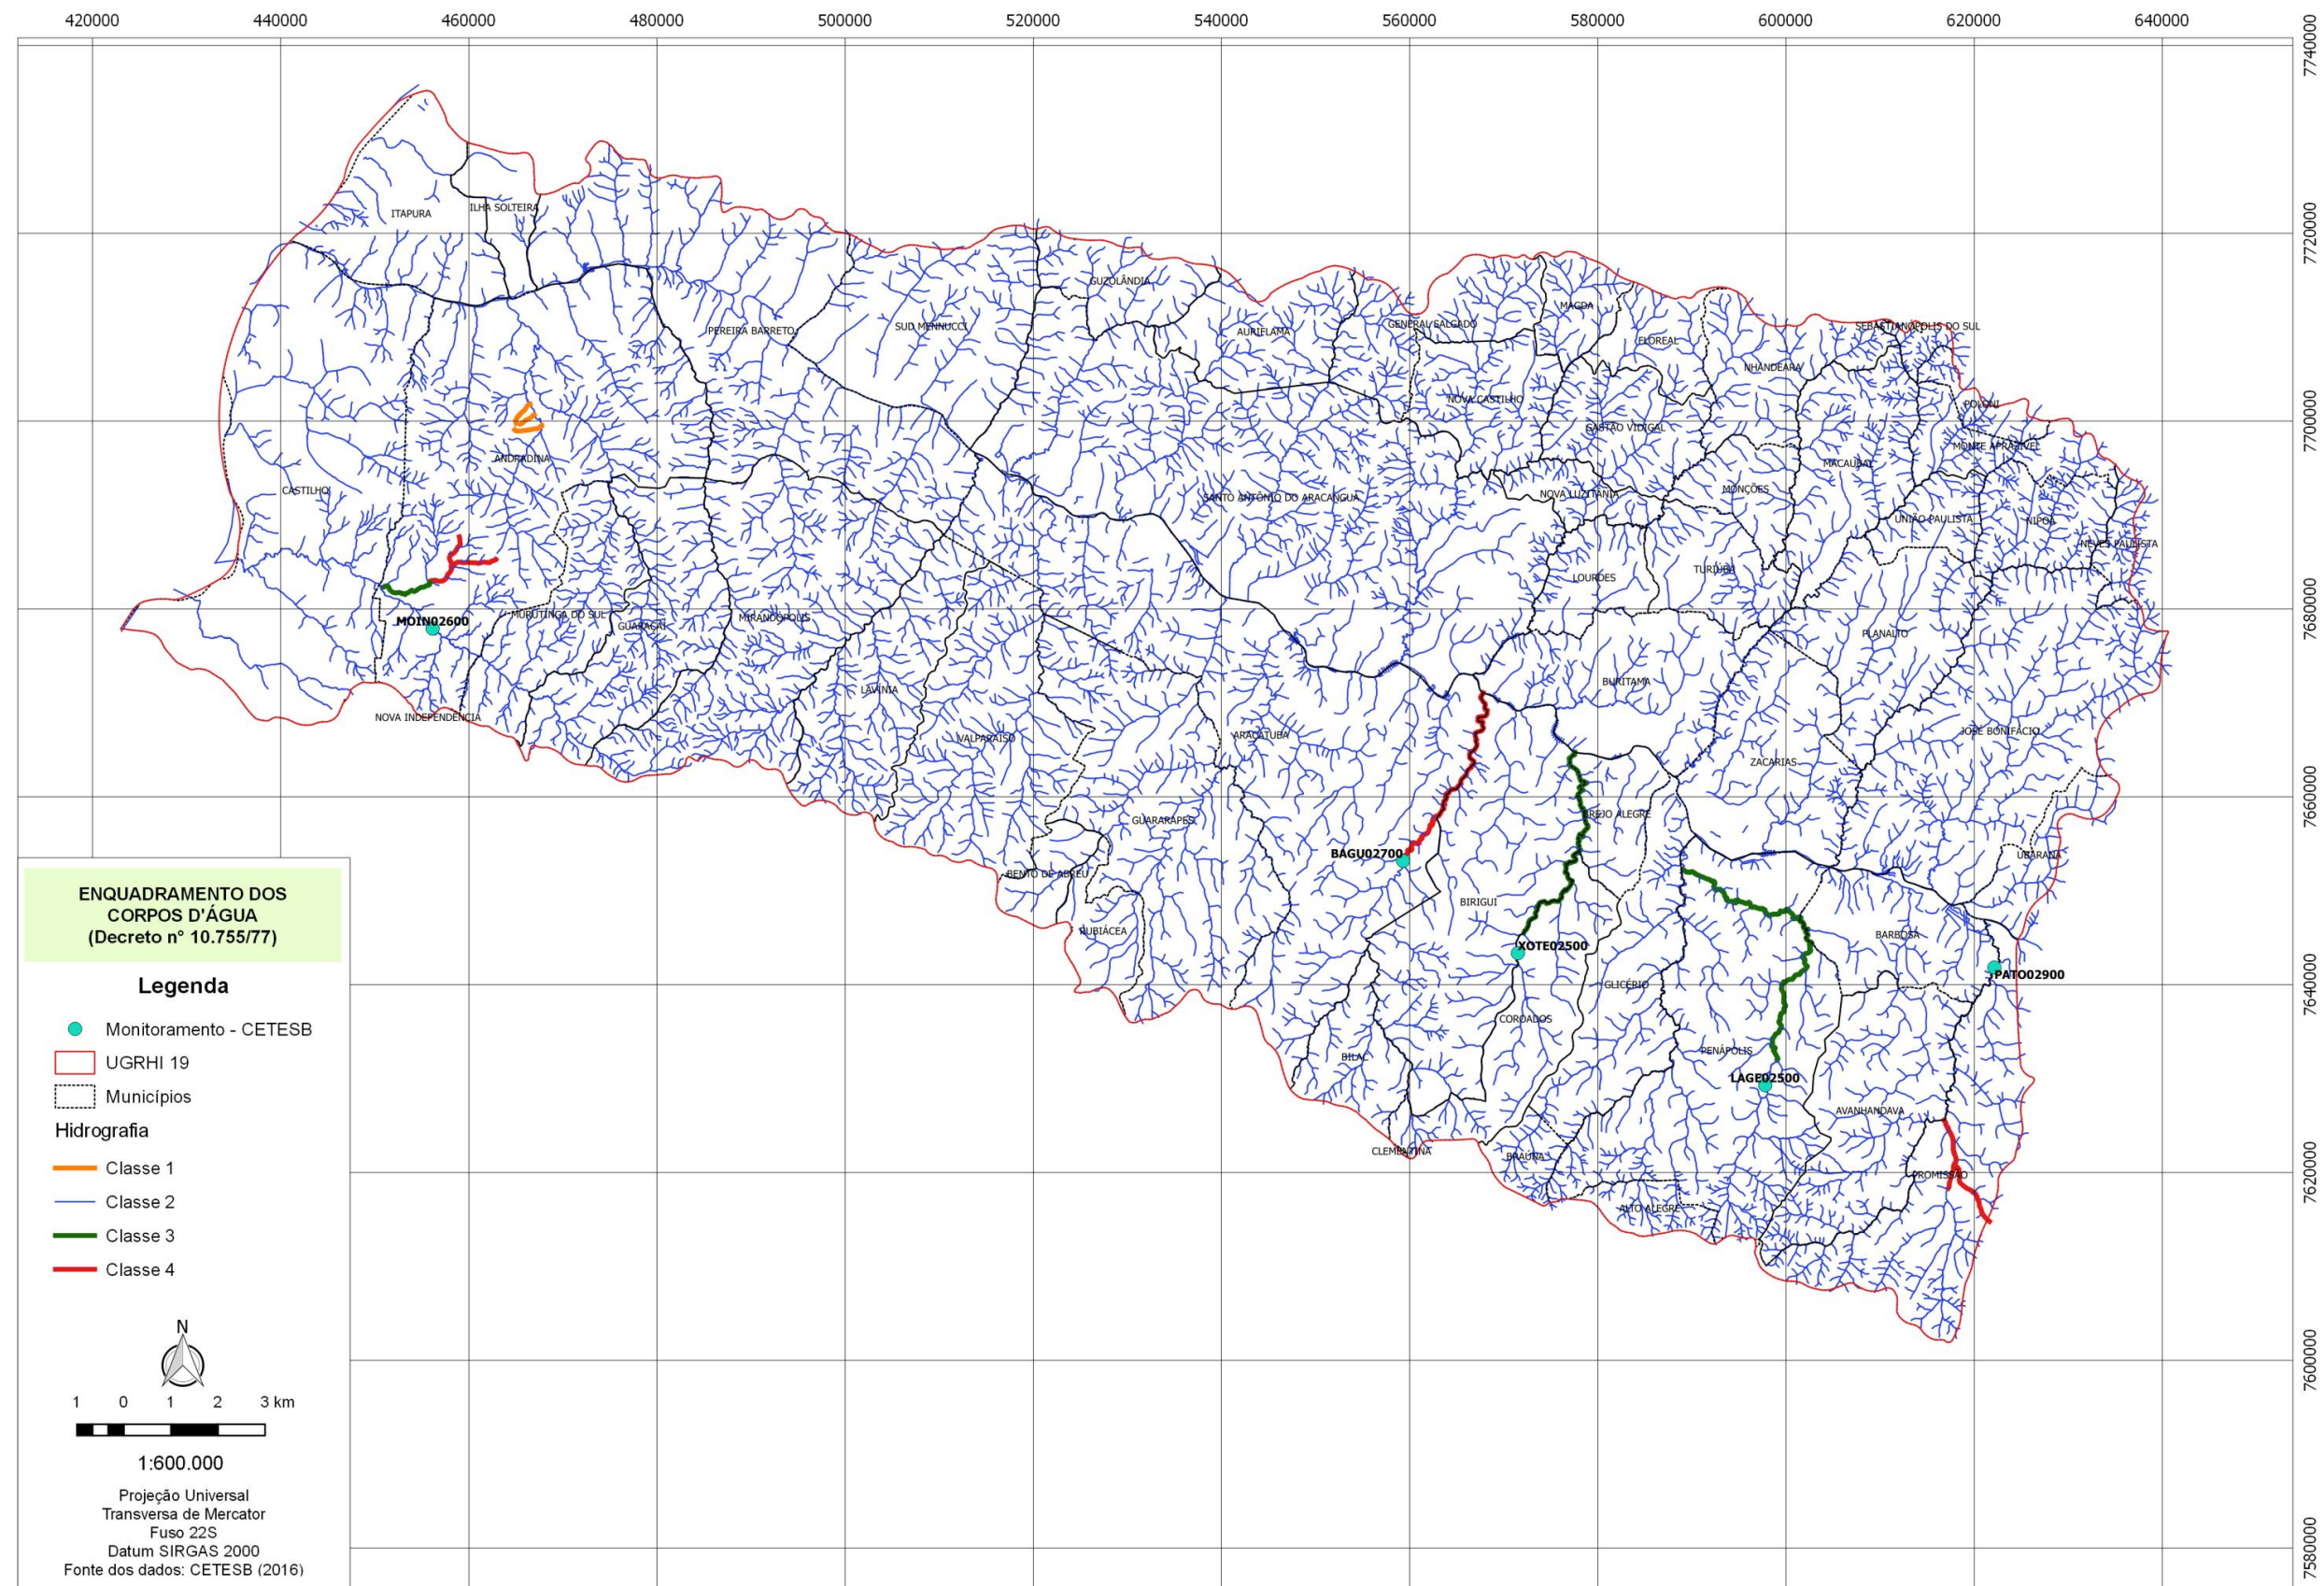 420000 440000 460000 480000 500000 520000 540000 560000 580000 600000 620000 640000
7740000
7720000
7700000
7680000
7660000
7640000
7620000
7600000
7580000
ITAPURA
ILHA SOLTEIRA
GUZOLÂNDIA
MAGDA
PEREIRA BARRETO
SUD MENNUCCI
AURIFLAMA
GENERAL SALGADO
SEBASTIANÓPOLIS DO SUL
FLOREAL
NHANDEARA
NOVA CASTILHO
POLONI
GASTÃO VIDIGAL
MONTE APRAZÍVEL
ANDRADINA
MACAUBAL
CASTILHO
SANTO ANTÔNIO DO ARACANGUÁ
NOVA LUZITÂNIA
MONÇÕES
UNIÃO PAULISTA
NIPOÃ
NEVES PAULISTA
LOURDES
TURIÚBA
MOIN02600
MURUTINGA DO SUL
GUARAÇAÍ
MIRANDÓPOLIS
PLANALTO
BURITAMA
LAVÍNIA
NOVA INDEPENDÊNCIA
VALPARAÍSO
ARAÇATUBA
JOSÉ BONIFÁCIO
ZACARIAS
GUARARAPES
BREJO ALEGRE
BAGU02700
UBARANA
BENTO DE ABREU
BIRIGUI
RUBIÁCEA
BARBOSA
XOTE02500
PATO02900
GLICÉRIO
COROADOS
BILAC
PENÁPOLIS
LAGE02500
AVANHANDAVA
CLEMENTINA
BRAÚNA
PROMISSÃO
ALTO ALEGRE
ENQUADRAMENTO DOS
CORPOS D'ÁGUA
(Decreto n° 10.755/77)
Legenda
Monitoramento - CETESB
UGRHI 19
Municípios
Hidrografia
Classe 1
Classe 2
Classe 3
Classe 4
N
1 0 1 2 3 km
1:600.000
Projeção Universal
Transversa de Mercator
Fuso 22S
Datum SIRGAS 2000
Fonte dos dados: CETESB (2016)